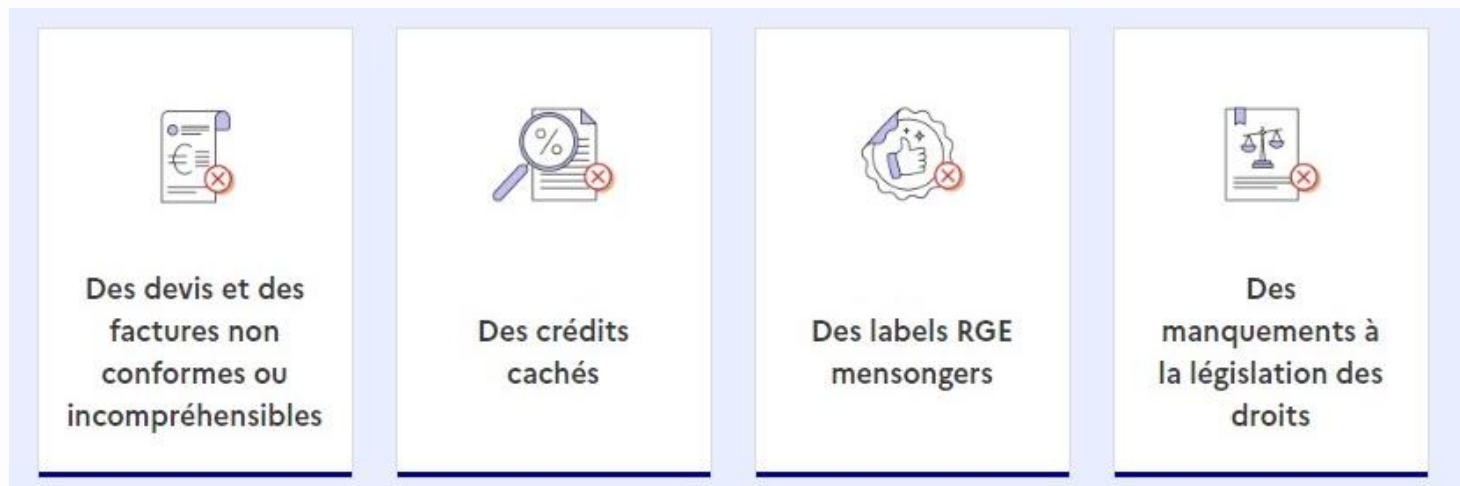 Des devis et des
factures non
conformes ou
incompréhensibles
Des crédits
cachés
Des labels RGE
mensongers
Des
manquements à
la législation des
droits